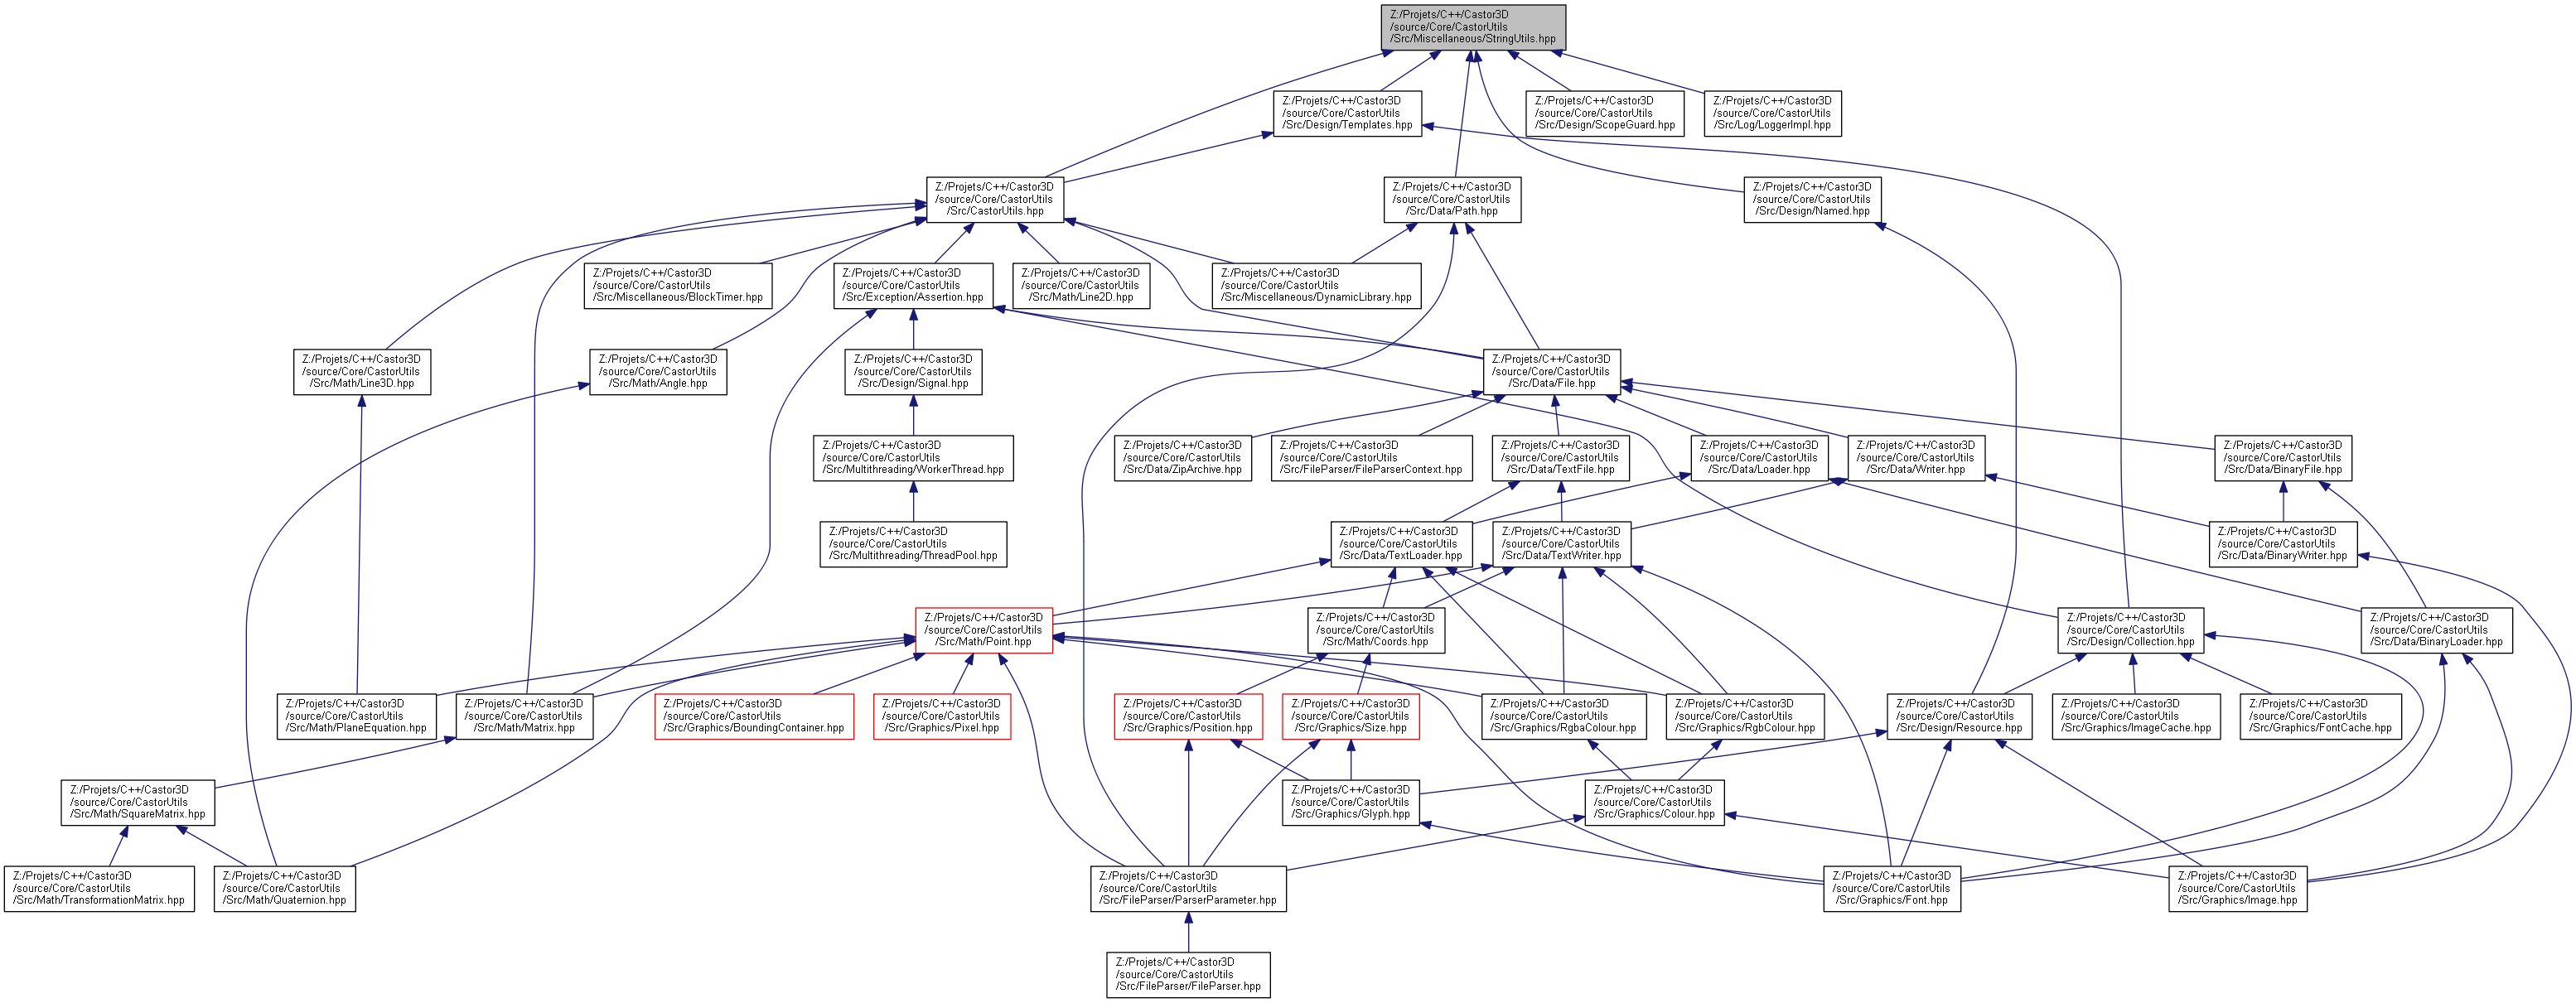 Z:/Projets/C++/Castor3D
/source/Core/CastorUtils
/Src/Miscellaneous/StringUtils.hpp
Z:/Projets/C++/Castor3D
/source/Core/CastorUtils
/Src/Design/Templates.hpp
Z:/Projets/C++/Castor3D
/source/Core/CastorUtils
/Src/Design/ScopeGuard.hpp
Z:/Projets/C++/Castor3D
/source/Core/CastorUtils
/Src/Log/LoggerImpl.hpp
Z:/Projets/C++/Castor3D
/source/Core/CastorUtils
/Src/CastorUtils.hpp
Z:/Projets/C++/Castor3D
/source/Core/CastorUtils
/Src/Data/Path.hpp
Z:/Projets/C++/Castor3D
/source/Core/CastorUtils
/Src/Design/Named.hpp
Z:/Projets/C++/Castor3D
/source/Core/CastorUtils
/Src/Miscellaneous/BlockTimer.hpp
Z:/Projets/C++/Castor3D
/source/Core/CastorUtils
/Src/Exception/Assertion.hpp
Z:/Projets/C++/Castor3D
/source/Core/CastorUtils
/Src/Math/Line2D.hpp
Z:/Projets/C++/Castor3D
/source/Core/CastorUtils
/Src/Miscellaneous/DynamicLibrary.hpp
Z:/Projets/C++/Castor3D
/source/Core/CastorUtils
/Src/Math/Line3D.hpp
Z:/Projets/C++/Castor3D
/source/Core/CastorUtils
/Src/Math/Angle.hpp
Z:/Projets/C++/Castor3D
/source/Core/CastorUtils
/Src/Design/Signal.hpp
Z:/Projets/C++/Castor3D
/source/Core/CastorUtils
/Src/Data/File.hpp
Z:/Projets/C++/Castor3D
/source/Core/CastorUtils
/Src/Multithreading/WorkerThread.hpp
Z:/Projets/C++/Castor3D
/source/Core/CastorUtils
/Src/Data/ZipArchive.hpp
Z:/Projets/C++/Castor3D
/source/Core/CastorUtils
/Src/FileParser/FileParserContext.hpp
Z:/Projets/C++/Castor3D
/source/Core/CastorUtils
/Src/Data/TextFile.hpp
Z:/Projets/C++/Castor3D
/source/Core/CastorUtils
/Src/Data/Loader.hpp
Z:/Projets/C++/Castor3D
/source/Core/CastorUtils
/Src/Data/Writer.hpp
Z:/Projets/C++/Castor3D
/source/Core/CastorUtils
/Src/Data/BinaryFile.hpp
Z:/Projets/C++/Castor3D
/source/Core/CastorUtils
/Src/Multithreading/ThreadPool.hpp
Z:/Projets/C++/Castor3D
/source/Core/CastorUtils
/Src/Data/TextLoader.hpp
Z:/Projets/C++/Castor3D
/source/Core/CastorUtils
/Src/Data/TextWriter.hpp
Z:/Projets/C++/Castor3D
/source/Core/CastorUtils
/Src/Data/BinaryWriter.hpp
Z:/Projets/C++/Castor3D
/source/Core/CastorUtils
/Src/Math/Point.hpp
Z:/Projets/C++/Castor3D
/source/Core/CastorUtils
/Src/Math/Coords.hpp
Z:/Projets/C++/Castor3D
/source/Core/CastorUtils
/Src/Design/Collection.hpp
Z:/Projets/C++/Castor3D
/source/Core/CastorUtils
/Src/Data/BinaryLoader.hpp
Z:/Projets/C++/Castor3D
/source/Core/CastorUtils
/Src/Math/PlaneEquation.hpp
Z:/Projets/C++/Castor3D
/source/Core/CastorUtils
/Src/Math/Matrix.hpp
Z:/Projets/C++/Castor3D
/source/Core/CastorUtils
/Src/Graphics/BoundingContainer.hpp
Z:/Projets/C++/Castor3D
/source/Core/CastorUtils
/Src/Graphics/Pixel.hpp
Z:/Projets/C++/Castor3D
/source/Core/CastorUtils
/Src/Graphics/Position.hpp
Z:/Projets/C++/Castor3D
/source/Core/CastorUtils
/Src/Graphics/Size.hpp
Z:/Projets/C++/Castor3D
/source/Core/CastorUtils
/Src/Graphics/RgbaColour.hpp
Z:/Projets/C++/Castor3D
/source/Core/CastorUtils
/Src/Graphics/RgbColour.hpp
Z:/Projets/C++/Castor3D
/source/Core/CastorUtils
/Src/Design/Resource.hpp
Z:/Projets/C++/Castor3D
/source/Core/CastorUtils
/Src/Graphics/ImageCache.hpp
Z:/Projets/C++/Castor3D
/source/Core/CastorUtils
/Src/Graphics/FontCache.hpp
Z:/Projets/C++/Castor3D
/source/Core/CastorUtils
/Src/Math/SquareMatrix.hpp
Z:/Projets/C++/Castor3D
/source/Core/CastorUtils
/Src/Graphics/Glyph.hpp
Z:/Projets/C++/Castor3D
/source/Core/CastorUtils
/Src/Graphics/Colour.hpp
Z:/Projets/C++/Castor3D
/source/Core/CastorUtils
/Src/Math/TransformationMatrix.hpp
Z:/Projets/C++/Castor3D
/source/Core/CastorUtils
/Src/Math/Quaternion.hpp
Z:/Projets/C++/Castor3D
/source/Core/CastorUtils
/Src/FileParser/ParserParameter.hpp
Z:/Projets/C++/Castor3D
/source/Core/CastorUtils
/Src/Graphics/Font.hpp
Z:/Projets/C++/Castor3D
/source/Core/CastorUtils
/Src/Graphics/Image.hpp
Z:/Projets/C++/Castor3D
/source/Core/CastorUtils
/Src/FileParser/FileParser.hpp